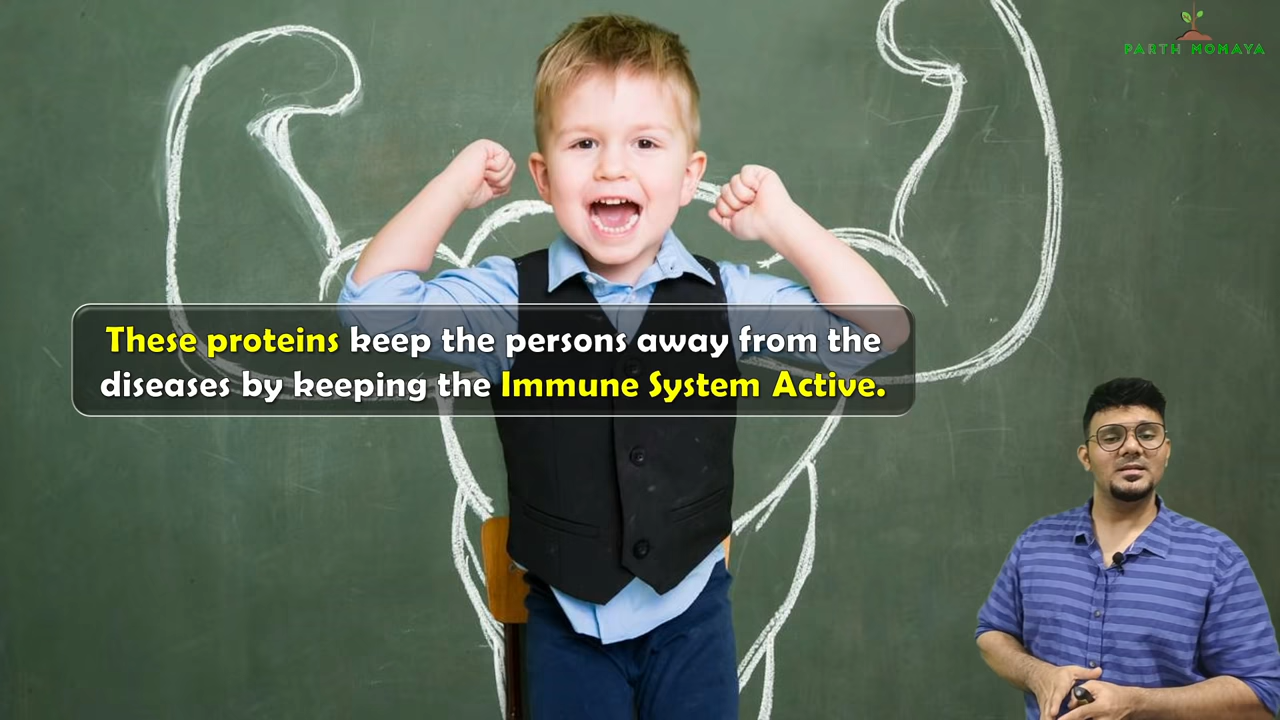 PARTH MOMAYA
These proteins keep the persons away from the
diseases by keeping the Immune System Active.